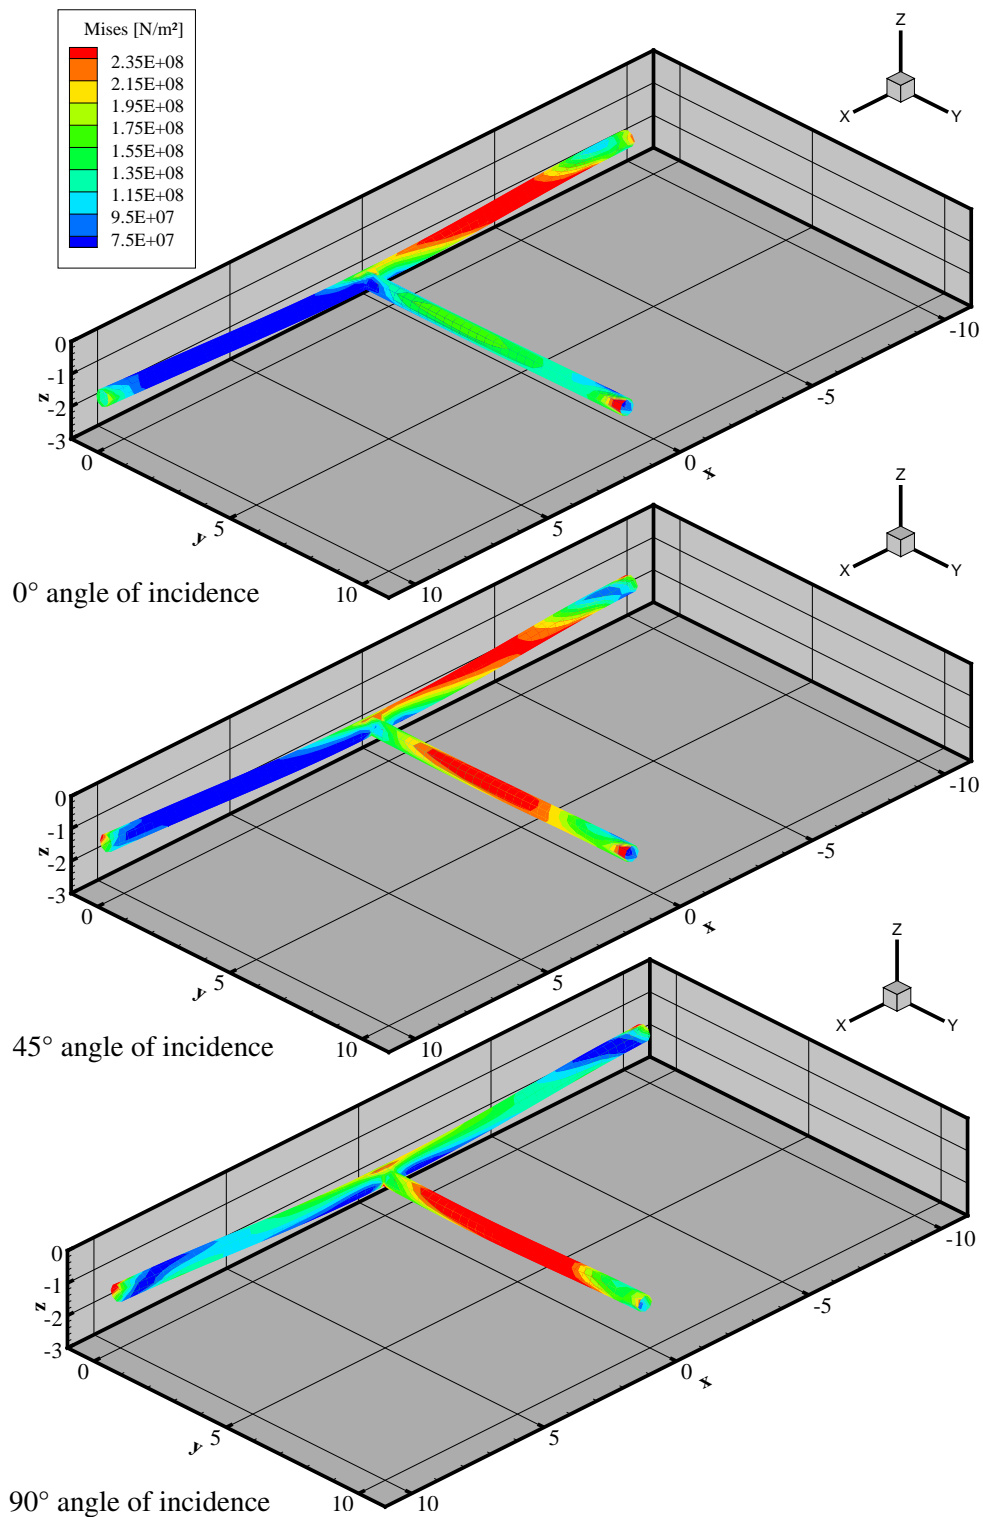 Mises [N/m²]
2.35E+08
2.15E+08
1.95E+08
1.75E+08
1.55E+08
1.35E+08
1.15E+08
9.5E+07
7.5E+07
Z
X
Y
0
-1
-2
-3
z
0
5
10
y
10
5
0
-5
-10
x
0° angle of incidence
Z
X
Y
0
-1
-2
-3
z
0
5
10
y
10
5
0
-5
-10
x
45° angle of incidence
Z
X
Y
0
-1
-2
-3
z
0
5
10
y
10
5
0
-5
-10
x
90° angle of incidence